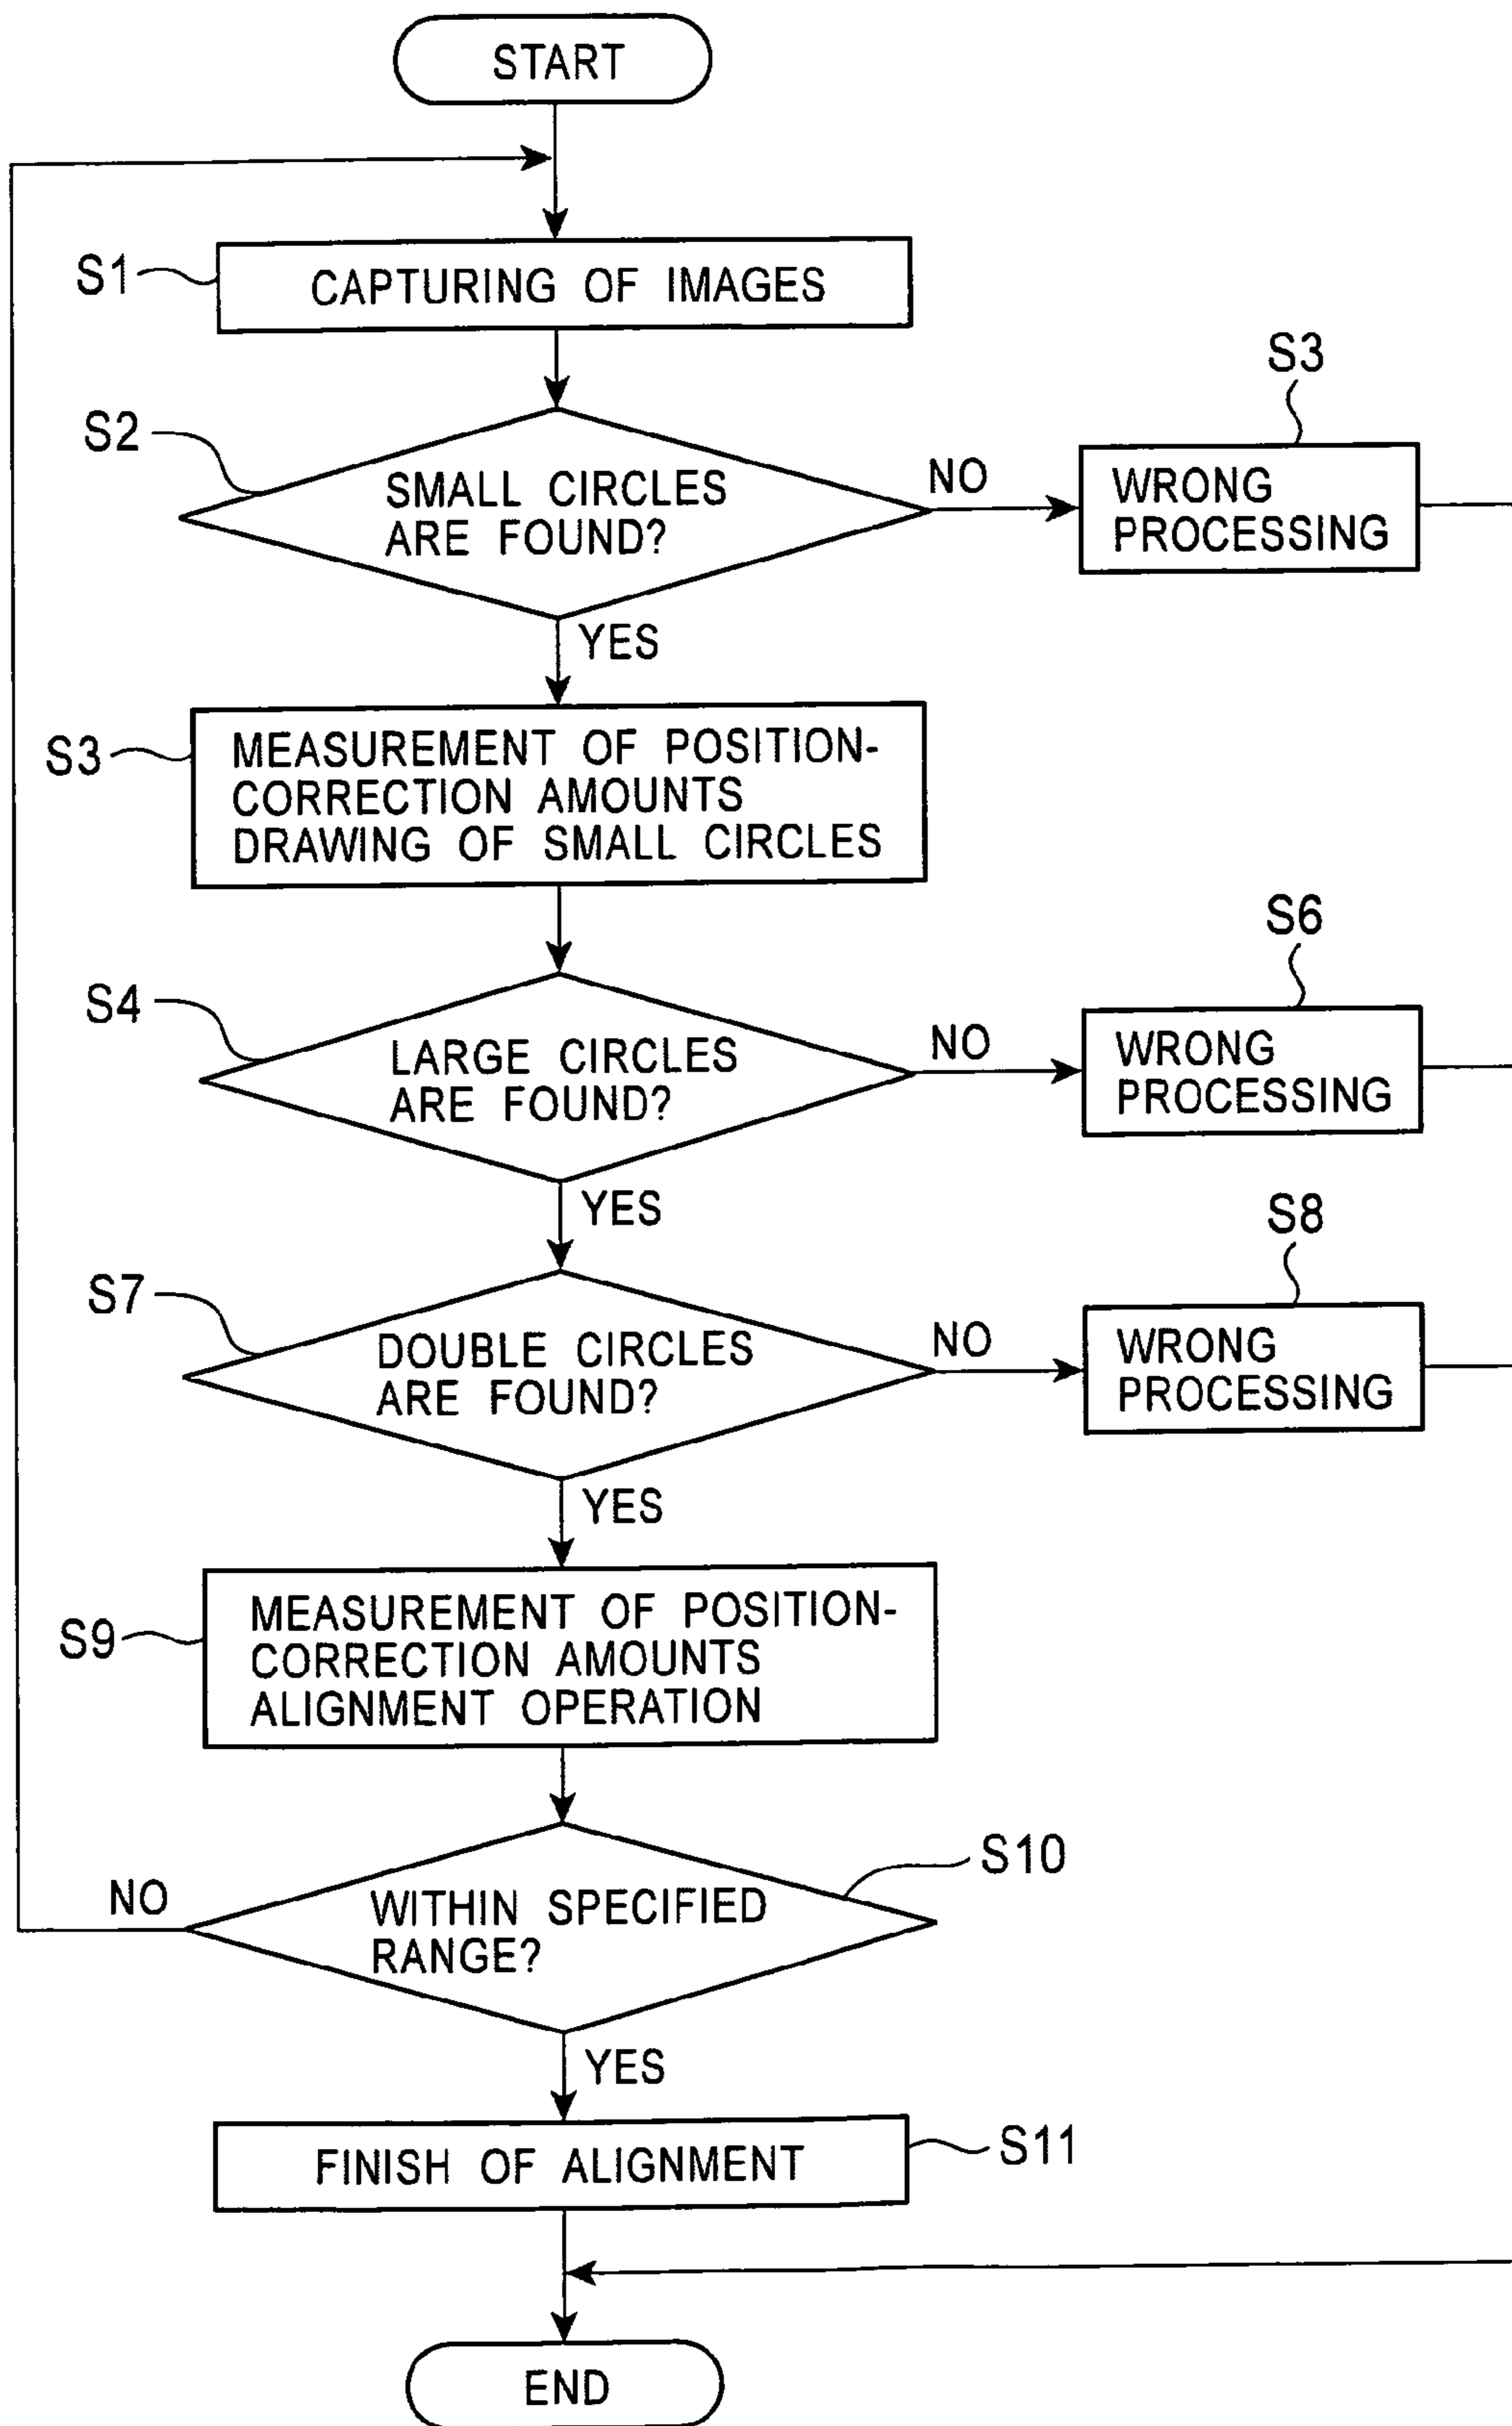 START
S1
CAPTURING OF IMAGES
S2
SMALL CIRCLES
ARE FOUND?
NO
S3
WRONG
PROCESSING
YES
S3
MEASUREMENT OF POSITION-
CORRECTION AMOUNTS
DRAWING OF SMALL CIRCLES
S4
LARGE CIRCLES
ARE FOUND?
NO
S6
WRONG
PROCESSING
YES
S7
DOUBLE CIRCLES
ARE FOUND?
NO
S8
WRONG
PROCESSING
YES
S9
MEASUREMENT OF POSITION-
CORRECTION AMOUNTS
ALIGNMENT OPERATION
S10
WITHIN SPECIFIED
RANGE?
NO
YES
FINISH OF ALIGNMENT
S11
END